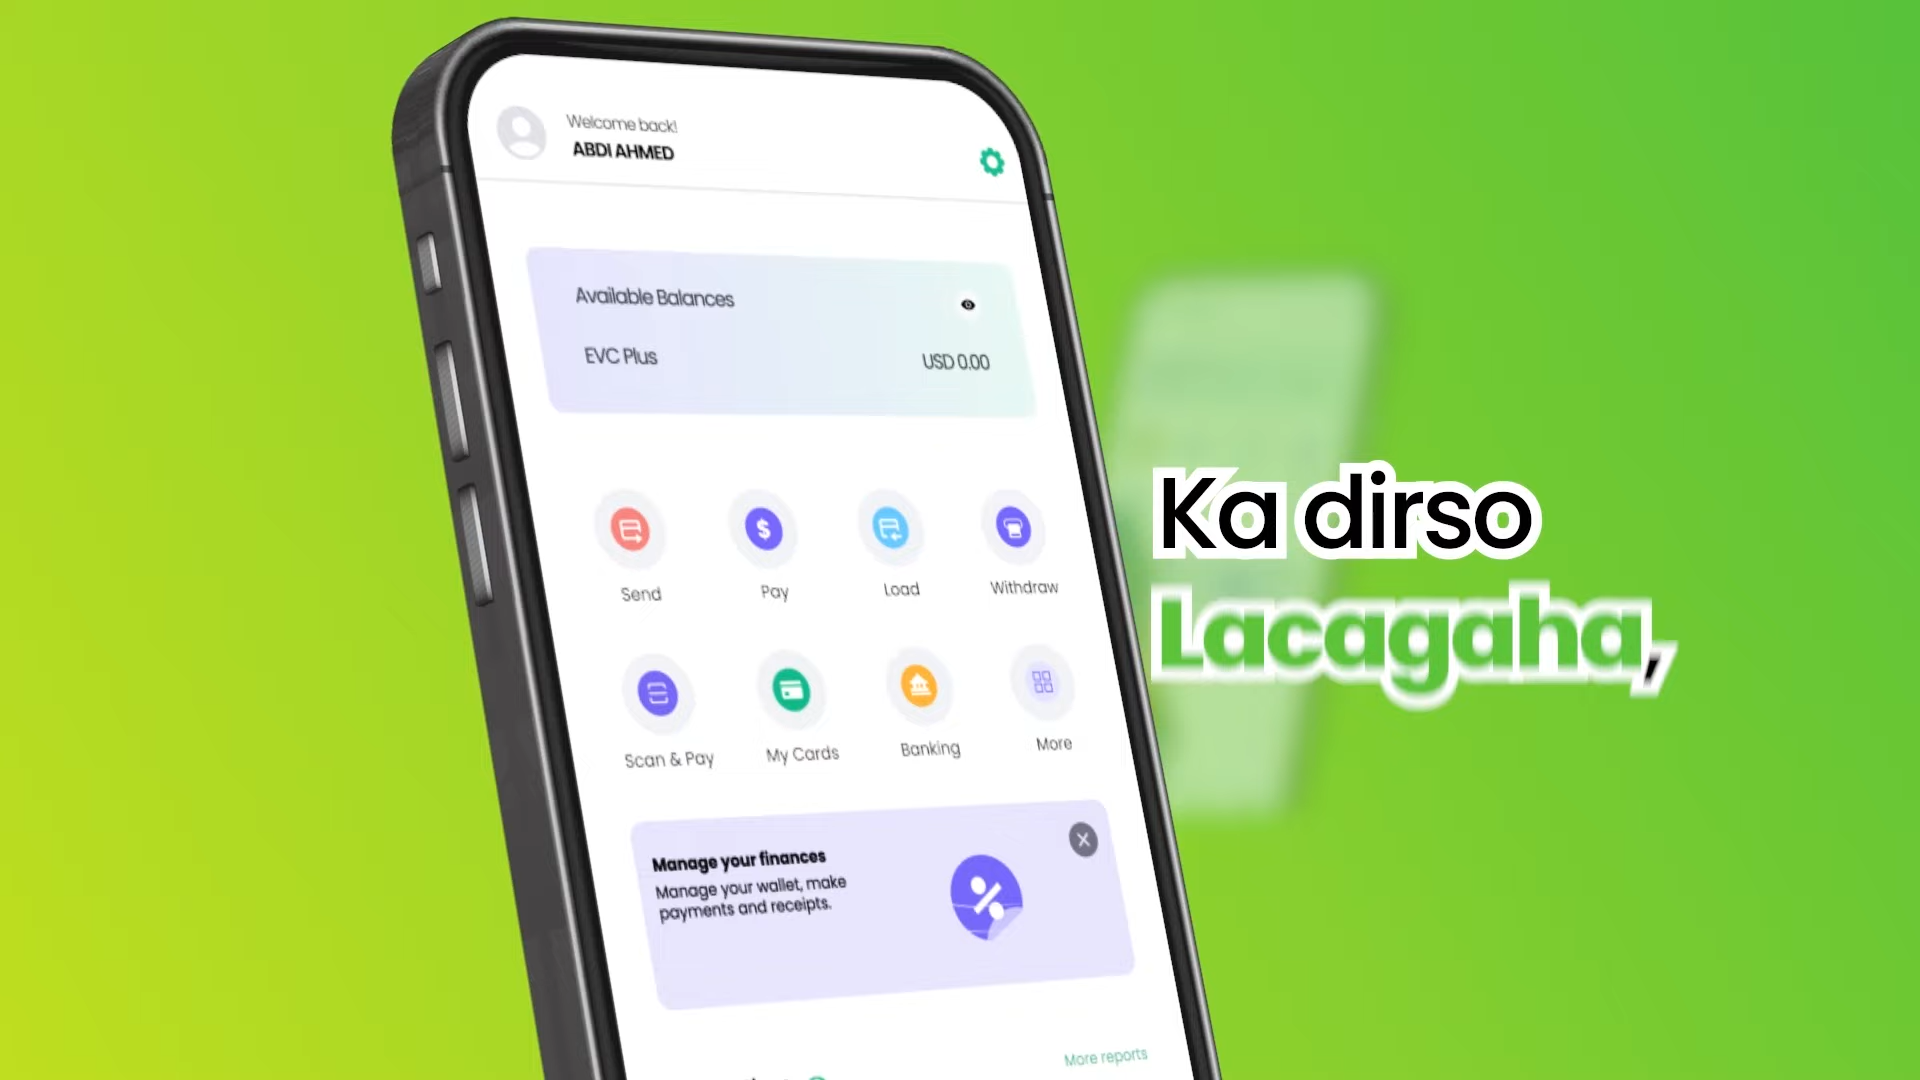 Welcome back!
ABDI AHMED
Available Balances
EVC Plus
USD 0.00
Send
Pay
Load
Withdraw
Scan & Pay
My Cards
Banking
More
Manage your finances
Manage your wallet, make
payments and receipts.
More reports
Ka dirso
Lacagaha,